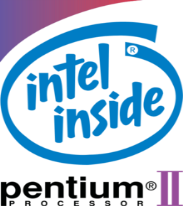 ®
intel
inside
pentium® II
PROCESSOR